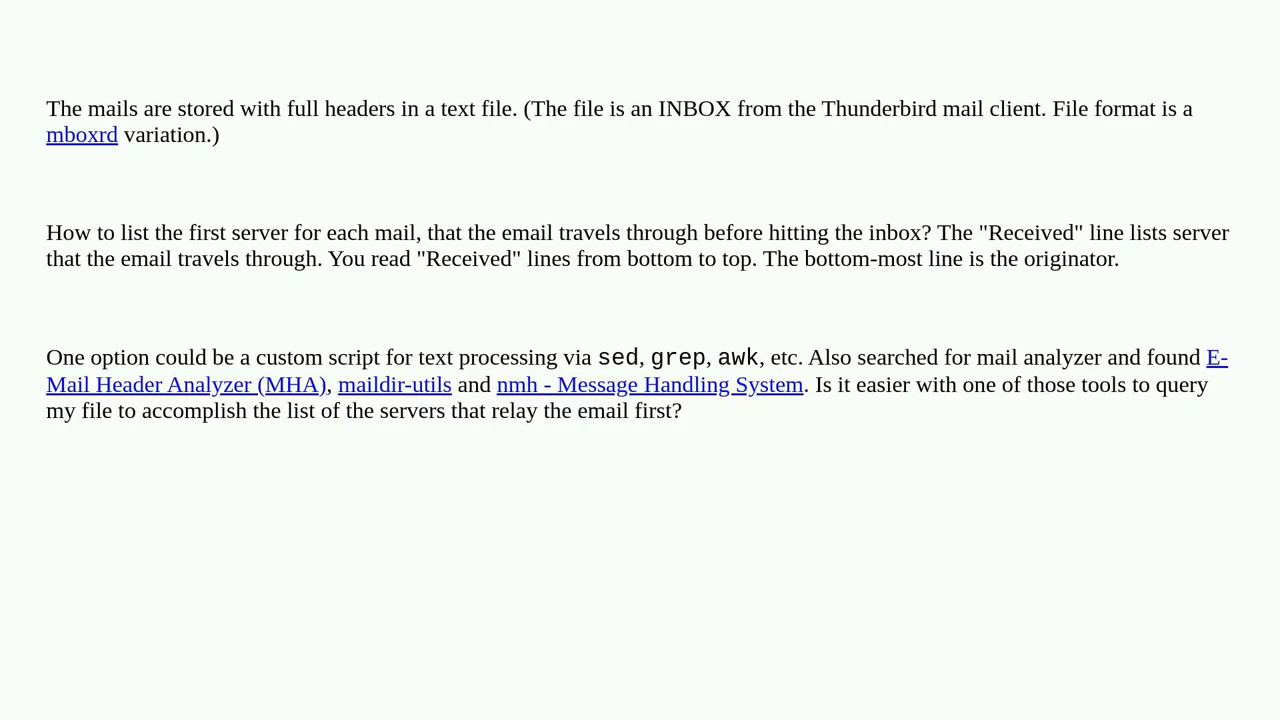 The mails are stored with full headers in a text file. (The file is an INBOX from the Thunderbird mail client. File format is a
mboxrd variation.)
How to list the first server for each mail, that the email travels through before hitting the inbox? The "Received" line lists server
that the email travels through. You read "Received" lines from bottom to top. The bottom-most line is the originator.
One option could be a custom script for text processing via sed, grep, awk, etc. Also searched for mail analyzer and found E-
Mail Header Analyzer (MHA), maildir-utils and nmh - Message Handling System. Is it easier with one of those tools to query
my file to accomplish the list of the servers that relay the email first?